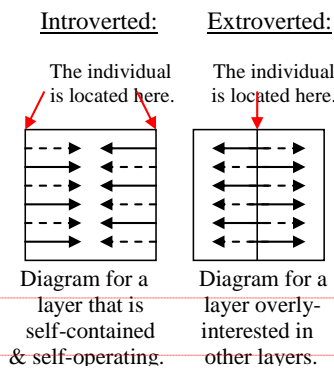 Introverted:
The individual
is located here.
Diagram for a
layer that is
self-contained
& self-operating.
Extroverted:
The individual
is located here.
Diagram for a
layer overly-
interested in
other layers.